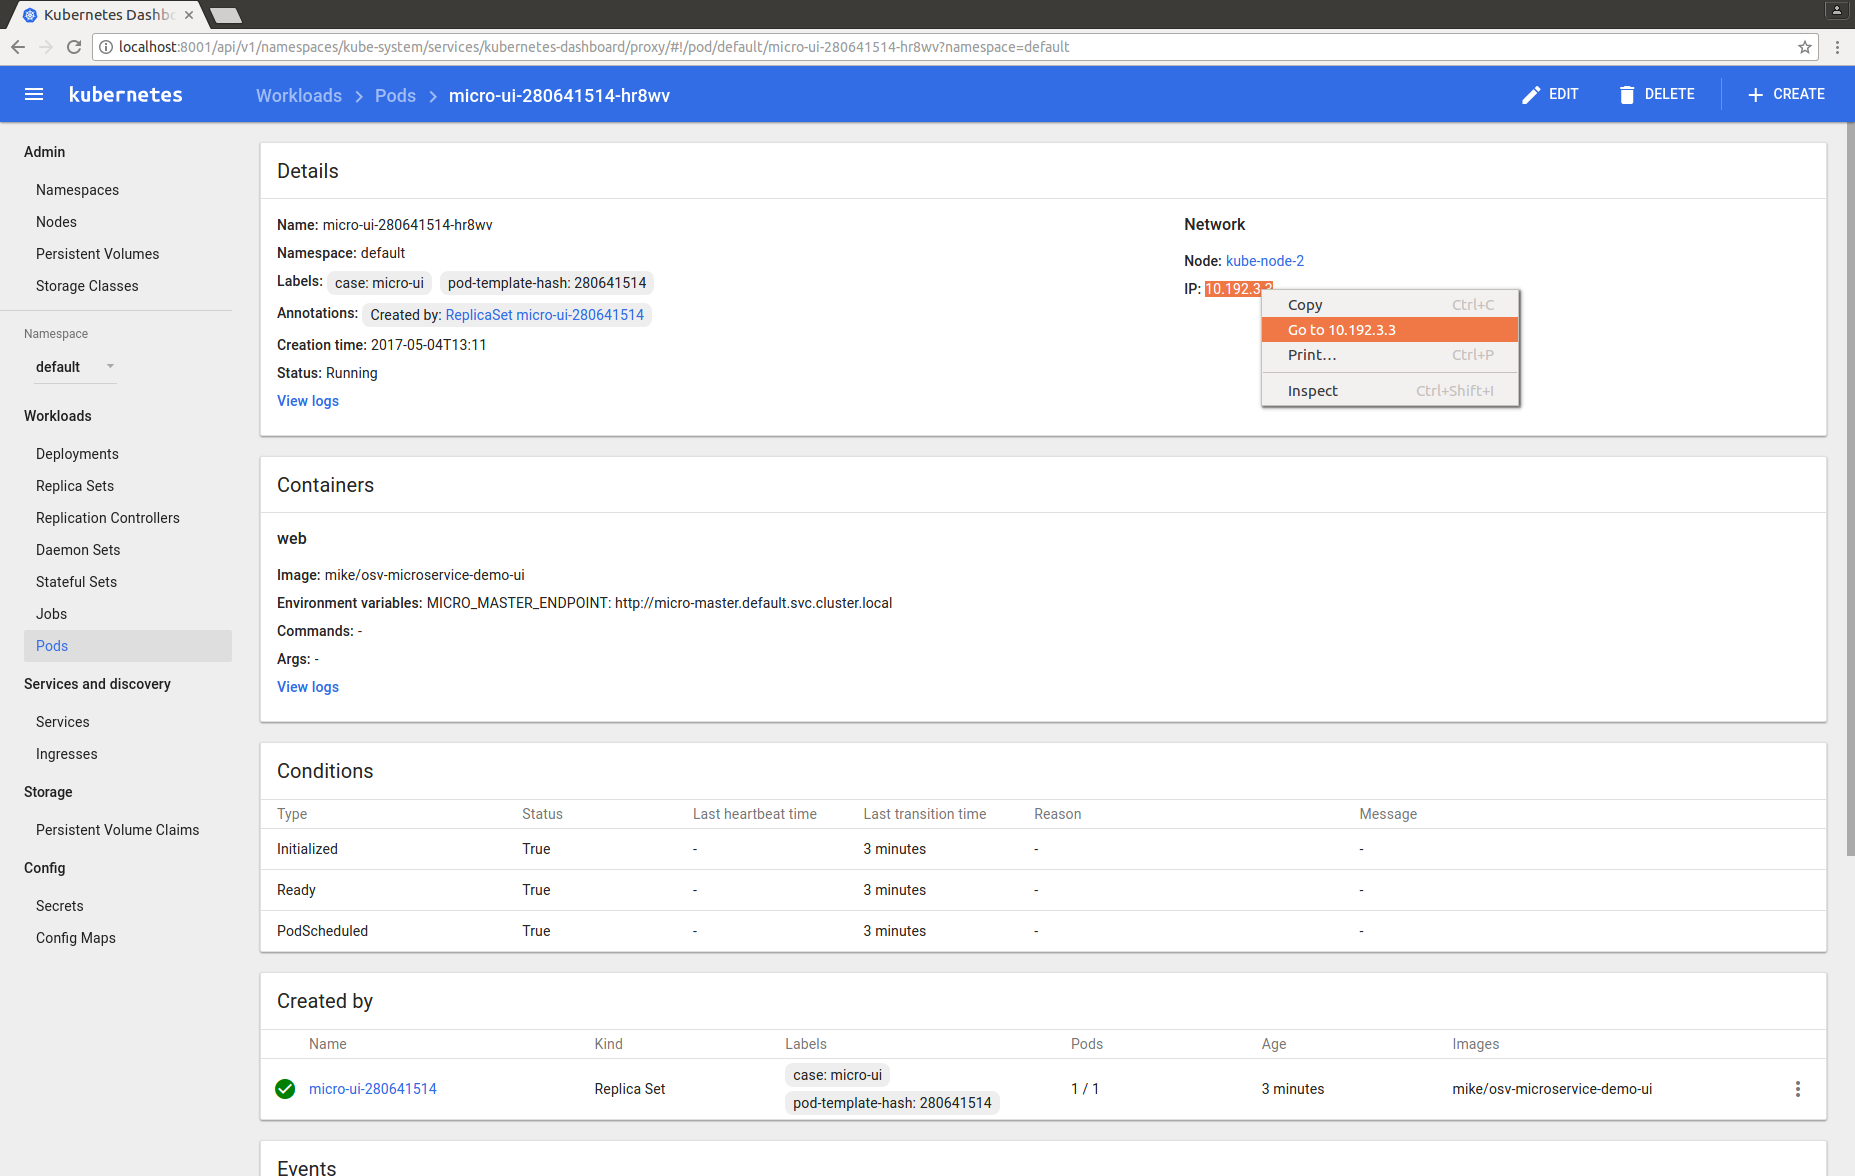 Kubernetes Dashb
localhost:8001/api/v1/namespaces/kube-system/services/kubernetes-dashboard/proxy/#!/pod/default/micro-ui-280641514-hr8wv?namespace=default
kubernetes Workloads > Pods > micro-ui-280641514-hr8wv EDIT DELETE + CREATE
Admin
Namespaces
Nodes
Persistent Volumes
Storage Classes
Namespace
default
Workloads
Deployments
Replica Sets
Replication Controllers
Daemon Sets
Stateful Sets
Jobs
Pods
Services and discovery
Services
Ingresses
Storage
Persistent Volume Claims
Config
Secrets
Config Maps
Details
Name: micro-ui-280641514-hr8wv
Namespace: default
Labels: case: micro-ui pod-template-hash: 280641514
Annotations: Created by: ReplicaSet micro-ui-280641514
Creation time: 2017-05-04T13:11
Status: Running
View logs
Network
Node: kube-node-2
IP: 10.192.3.3
Copy Ctrl+C
Go to 10.192.3.3
Print... Ctrl+P
Inspect Ctrl+Shift+I
Containers
web
Image: mike/osv-microservice-demo-ui
Environment variables: MICRO_MASTER_ENDPOINT: http://micro-master.default.svc.cluster.local
Commands: -
Args: -
View logs
Conditions
Type Status Last heartbeat time Last transition time Reason Message
Initialized True - 3 minutes - -
Ready True - 3 minutes - -
PodScheduled True - 3 minutes - -
Created by
Name Kind Labels Pods Age Images
micro-ui-280641514 Replica Set case: micro-ui pod-template-hash: 280641514 1 / 1 3 minutes mike/osv-microservice-demo-ui
Events